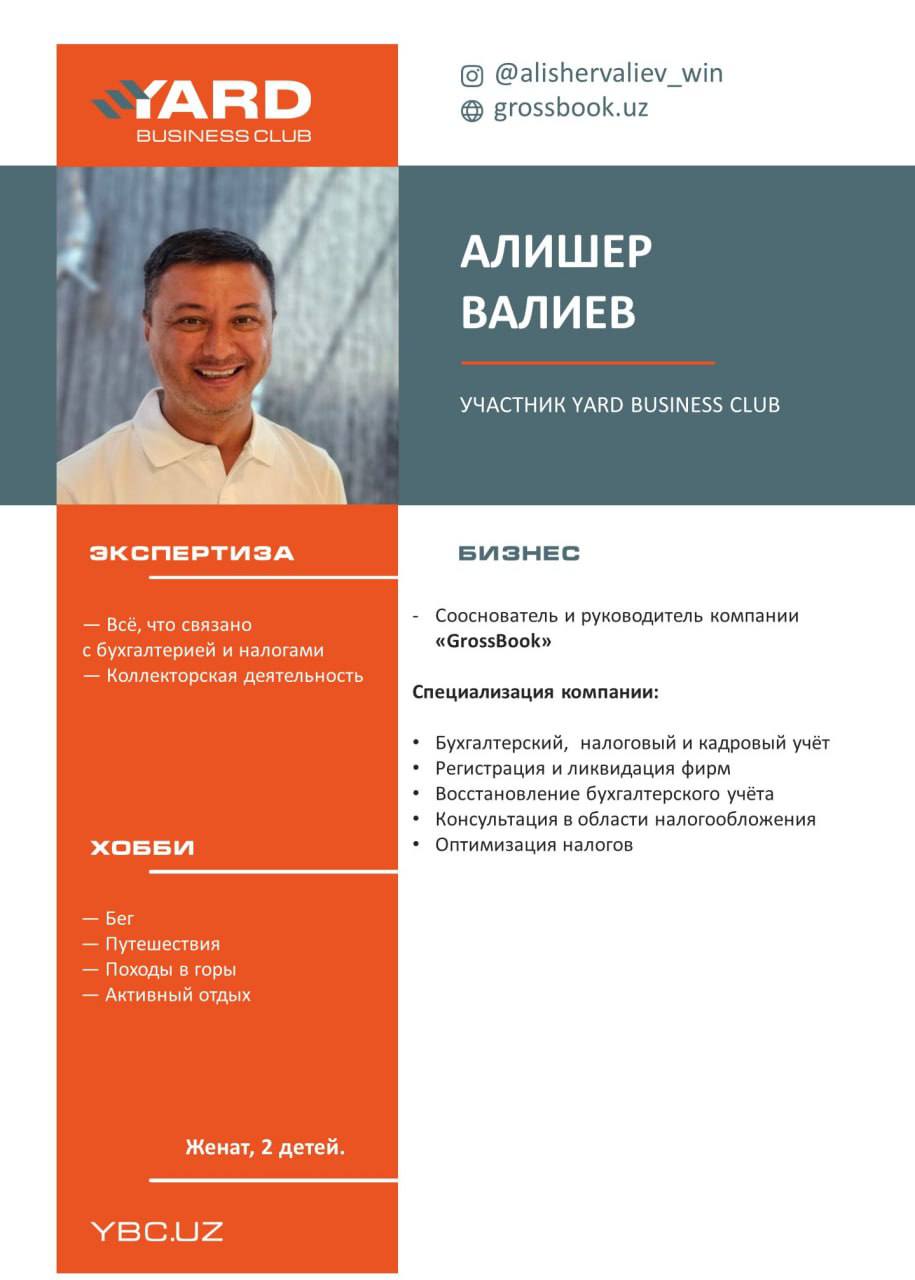 YARD
BUSINESS CLUB
@alishervaliev_win
grossbook.uz
АЛИШЕР
ВАЛИЕВ
УЧАСТНИК YARD BUSINESS CLUB
ЭКСПЕРТИЗА
— Всё, что связано
с бухгалтерией и налогами
— Коллекторская деятельность
ХОББИ
— Бег
— Путешествия
— Походы в горы
— Активный отдых
Женат, 2 детей.
YBC.UZ
БИЗНЕС
- Сооснователь и руководитель компании
«GrossBook»
Специализация компании:
• Бухгалтерский, налоговый и кадровый учёт
• Регистрация и ликвидация фирм
• Восстановление бухгалтерского учёта
• Консультация в области налогообложения
• Оптимизация налогов